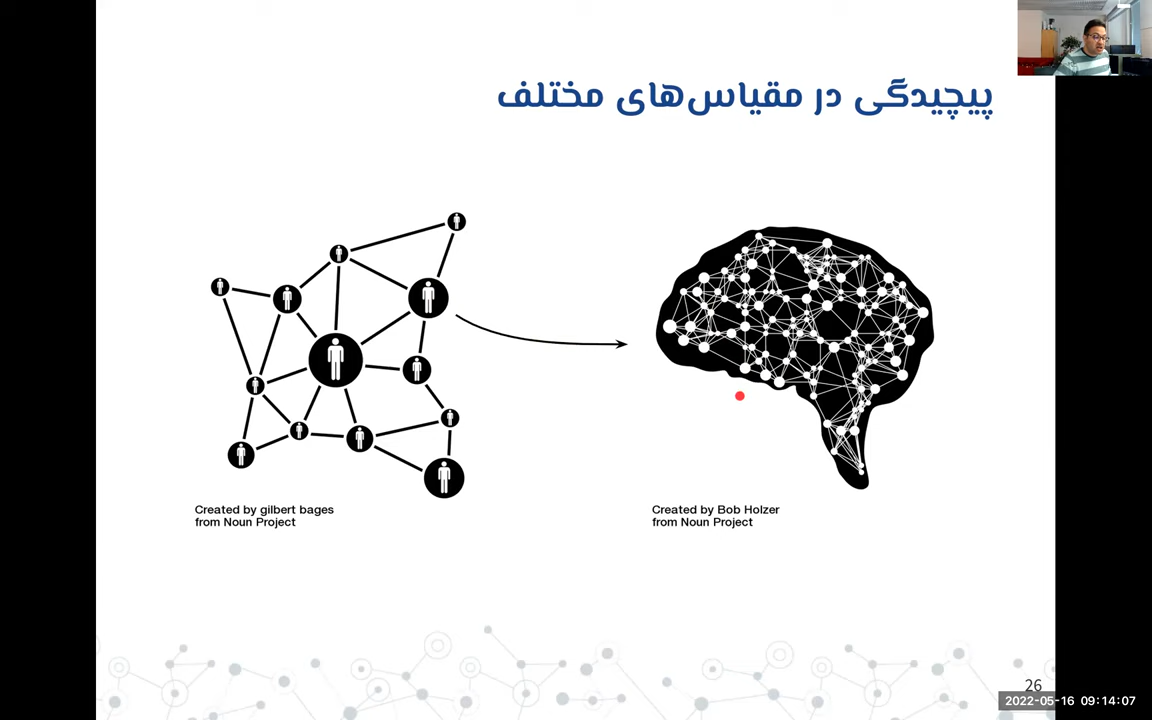 پیچیدگی در مقیاس‌های مختلف
Created by gilbert bages
from Noun Project
Created by Bob Holzer
from Noun Project
26
2022-05-16 09:14:07